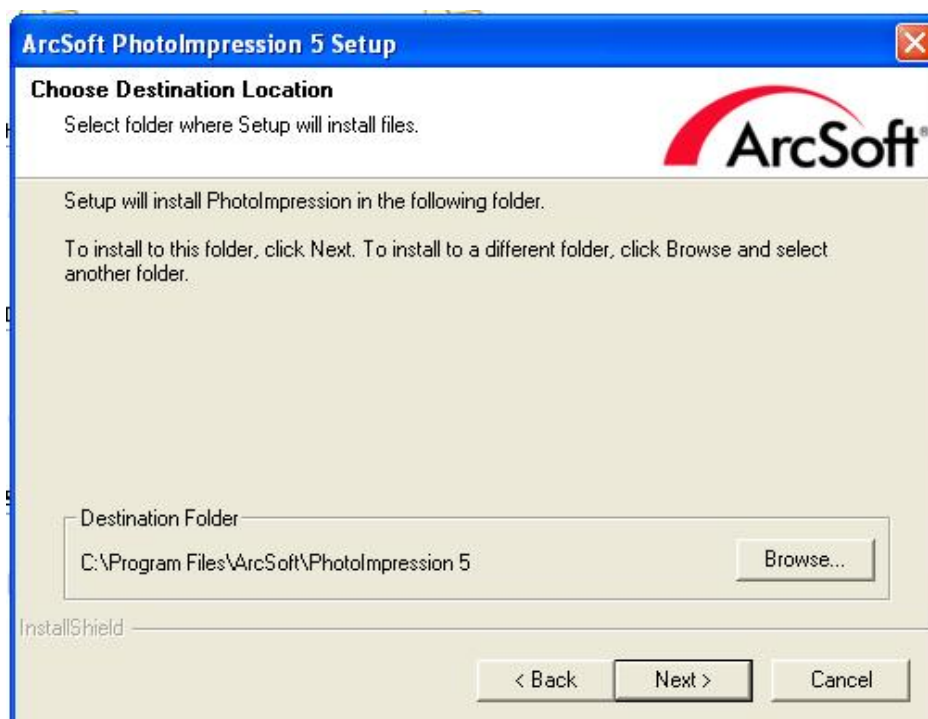 ArcSoft PhotoImpression 5 Setup
Choose Destination Location
Select folder where Setup will install files.
ArcSoft®
Setup will install PhotoImpression in the following folder.
To install to this folder, click Next. To install to a different folder, click Browse and select
another folder.
Destination Folder
C:\Program Files\ArcSoft\PhotoImpression 5
Browse...
InstallShield
< Back
Next >
Cancel